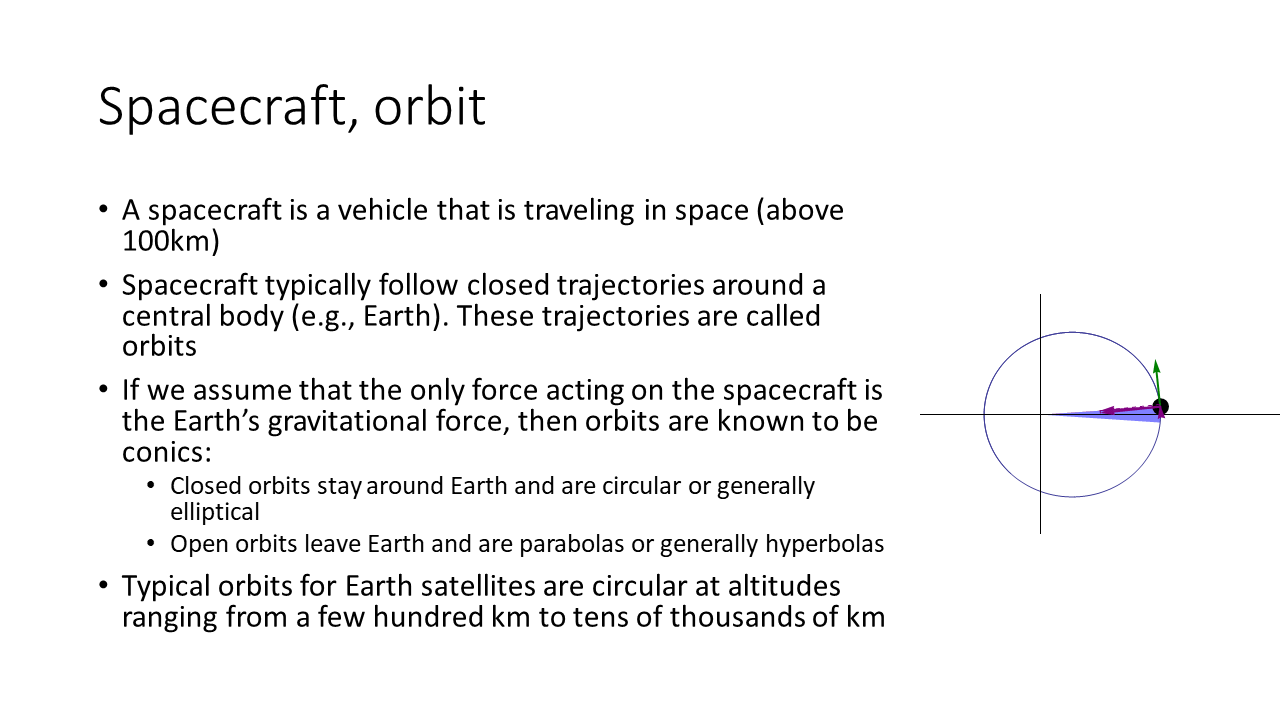 Spacecraft, orbit
• A spacecraft is a vehicle that is traveling in space (above
100km)
• Spacecraft typically follow closed trajectories around a
central body (e.g., Earth). These trajectories are called
orbits
• If we assume that the only force acting on the spacecraft is
the Earth’s gravitational force, then orbits are known to be
conics:
• Closed orbits stay around Earth and are circular or generally
elliptical
• Open orbits leave Earth and are parabolas or generally hyperbolas
• Typical orbits for Earth satellites are circular at altitudes
ranging from a few hundred km to tens of thousands of km